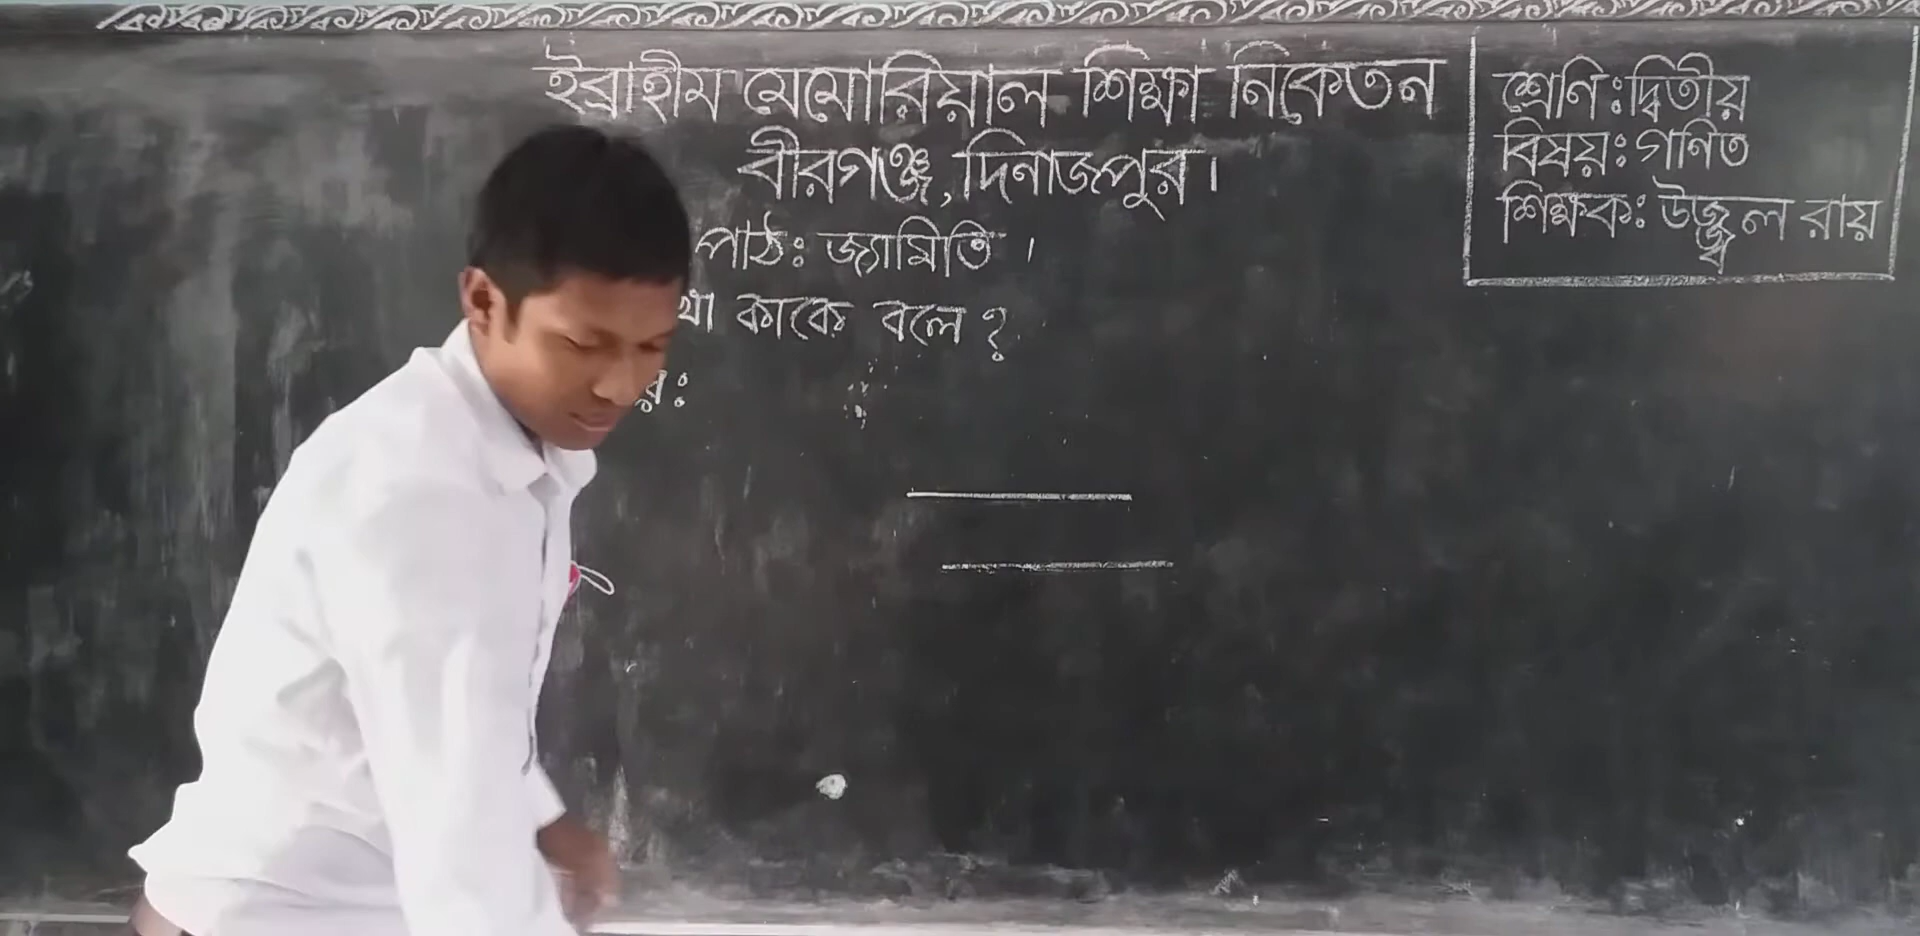 ইব্রাহীম মেমোরিয়াল শিক্ষা নিকেতন
বীরগঞ্জ, দিনাজপুর।
পাঠঃ জ্যামিতি ।
কাকে বলে ?
শ্রেণিঃ দ্বিতীয়
বিষয়ঃ গণিত
শিক্ষকঃ উজ্জ্বল রায়